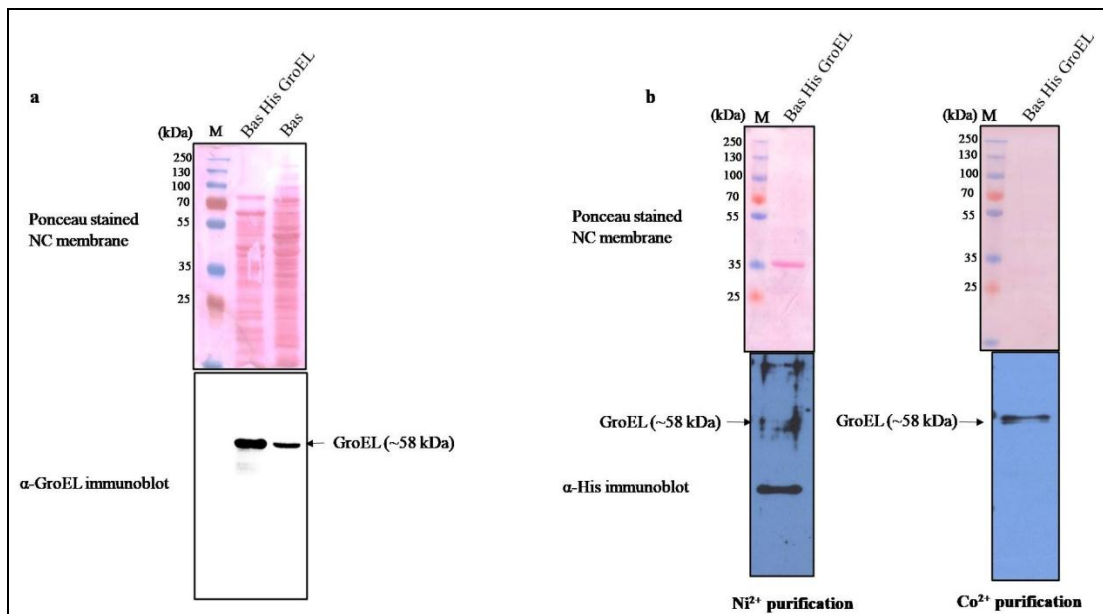 a
(kDa) M Bas His GroEL Bas
250
130
100
70
55
35
25
Ponceau stained
NC membrane
GroEL (~58 kDa)
α-GroEL immunoblot
b
(kDa) M Bas His GroEL
250
130
100
70
55
35
25
Ponceau stained
NC membrane
GroEL (~58 kDa)
α-His immunoblot
Ni²⁺ purification
(kDa) M Bas His GroEL
250
130
100
70
55
35
25
GroEL (~58 kDa)
Co²⁺ purification